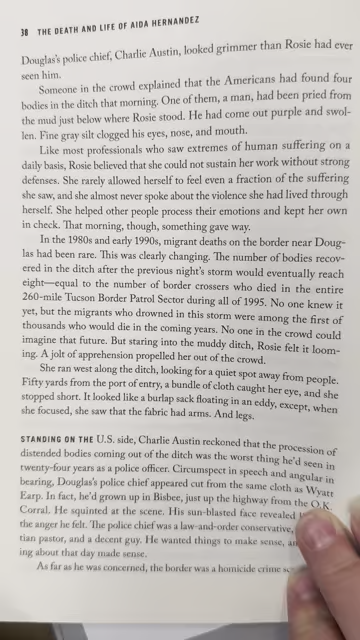 38 THE DEATH AND LIFE OF AIDA HERNANDEZ
Douglas's police chief, Charlie Austin, looked grimmer than Rosie had ever
seen him.
Someone in the crowd explained that the Americans had found four
bodies in the ditch that morning. One of them, a man, had been pried from
the mud just below where Rosie stood. He had come out purple and swol-
len. Fine gray silt clogged his eyes, nose, and mouth.
Like most professionals who saw extremes of human suffering on a
daily basis, Rosie believed that she could not sustain her work without strong
defenses. She rarely allowed herself to feel even a fraction of the suffering
she saw, and she almost never spoke about the violence she had lived through
herself. She helped other people process their emotions and kept her own
in check. That morning, though, something gave way.
In the 1980s and early 1990s, migrant deaths on the border near Doug-
las had been rare. This was clearly changing. The number of bodies recov-
ered in the ditch after the previous night's storm would eventually reach
eight—equal to the number of border crossers who died in the entire
260-mile Tucson Border Patrol Sector during all of 1995. No one knew it
yet, but the migrants who drowned in this storm were among the first of
thousands who would die in the coming years. No one in the crowd could
imagine that future. But staring into the muddy ditch, Rosie felt it loom-
ing. A jolt of apprehension propelled her out of the crowd.
She ran west along the ditch, looking for a quiet spot away from people.
Fifty yards from the port of entry, a bundle of cloth caught her eye, and she
stopped short. It looked like a burlap sack floating in an eddy, except, when
she focused, she saw that the fabric had arms. And legs.
STANDING ON THE U.S. side, Charlie Austin reckoned that the procession of
distended bodies coming out of the ditch was the worst thing he'd seen in
twenty-four years as a police officer. Circumspect in speech and angular in
bearing, Douglas's police chief appeared cut from the same cloth as Wyatt
Earp. In fact, he'd grown up in Bisbee, just up the highway from the O.K.
Corral. He squinted at the scene. His sun-blasted face revealed
the anger he felt. The police chief was a law-and-order conservative,
tian pastor, and a decent guy. He wanted things to make sense,
ing about that day made sense.
As far as he was concerned, the border was a homicide crime